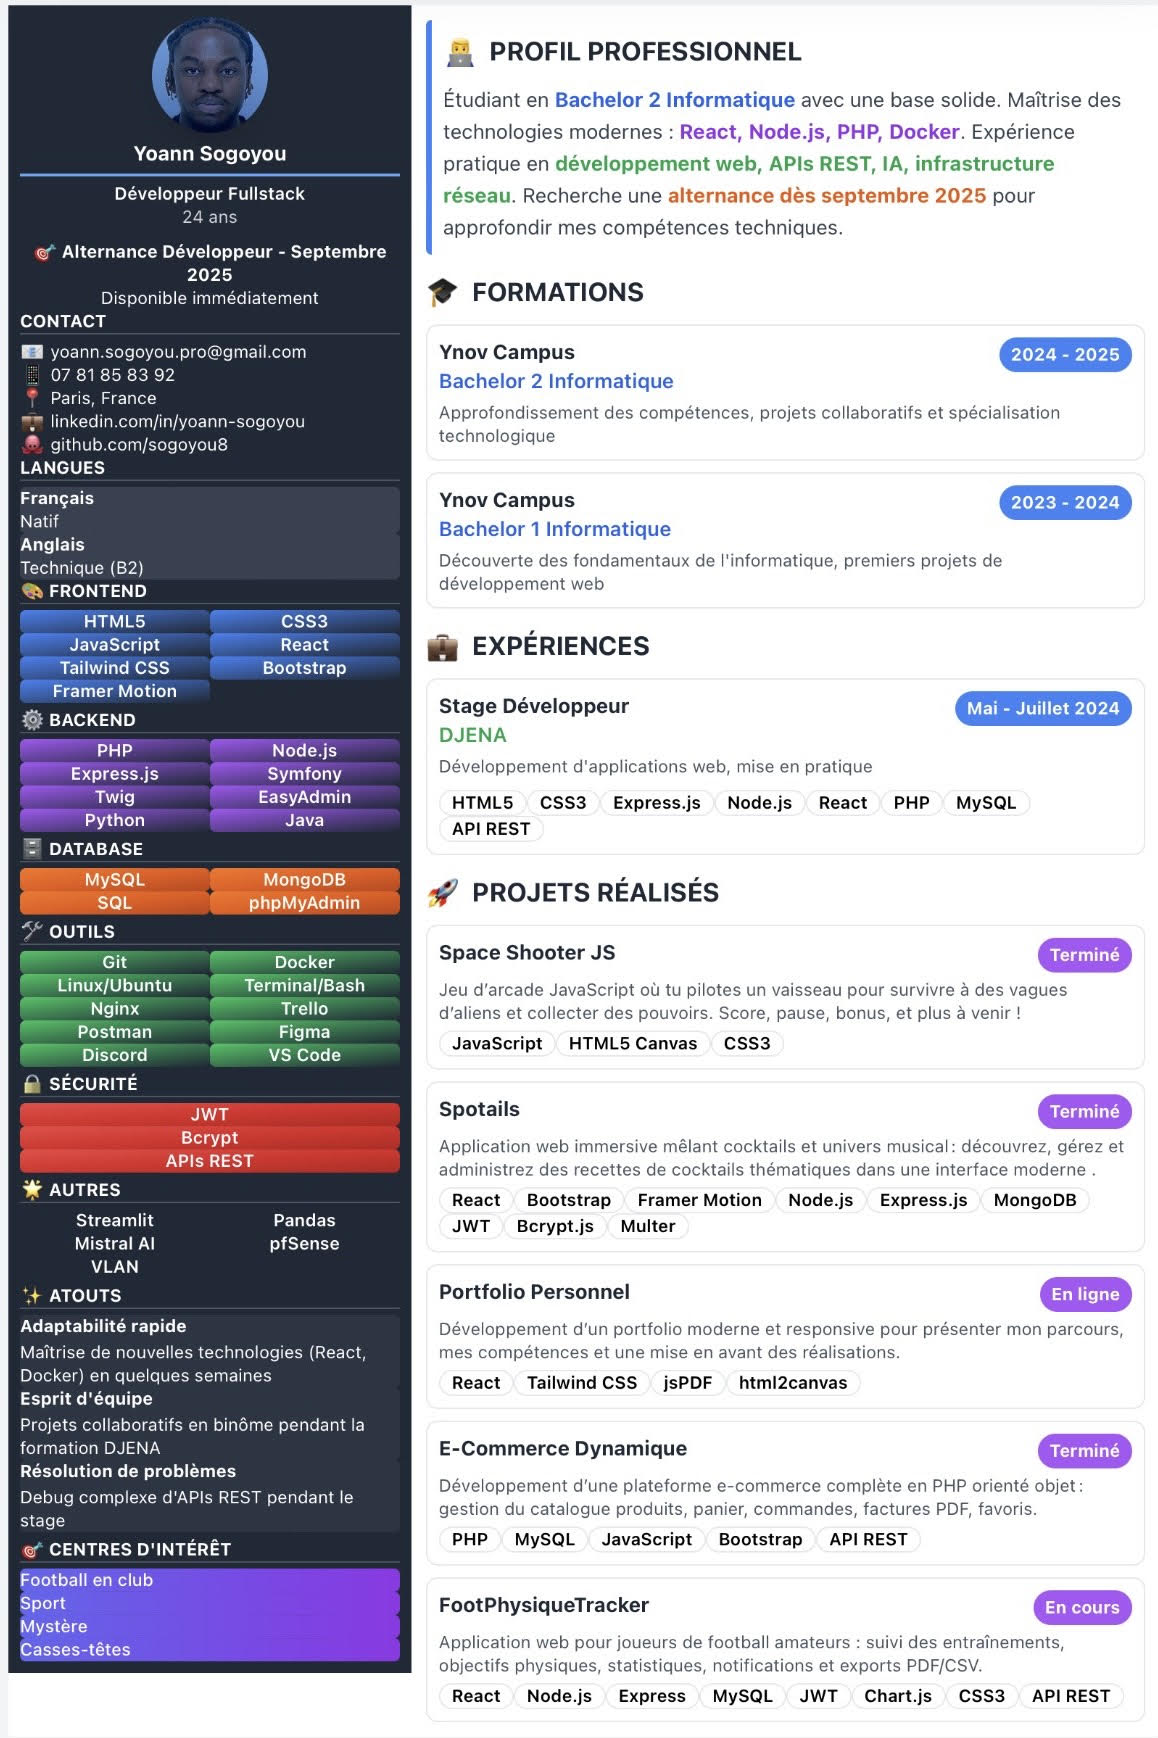 Yoann Sogoyou
Développeur Fullstack
24 ans
🎯 Alternance Développeur - Septembre
2025
Disponible immédiatement
CONTACT
📧 yoann.sogoyou.pro@gmail.com
📱 07 81 85 83 92
📍 Paris, France
💼 linkedin.com/in/yoann-sogoyou
🐙 github.com/sogoyou8
LANGUES
Français
Natif
Anglais
Technique (B2)
🎨 FRONTEND
HTML5 CSS3
JavaScript React
Tailwind CSS Bootstrap
Framer Motion
⚙️ BACKEND
PHP Node.js
Express.js Symfony
Twig EasyAdmin
Python Java
🗄️ DATABASE
MySQL MongoDB
SQL phpMyAdmin
🛠️ OUTILS
Git Docker
Linux/Ubuntu Terminal/Bash
Nginx Trello
Postman Figma
Discord VS Code
🔒 SÉCURITÉ
JWT
Bcrypt
APIs REST
🌟 AUTRES
Streamlit Pandas
Mistral AI pfSense
VLAN
✨ ATOUTS
Adaptabilité rapide
Maîtrise de nouvelles technologies (React,
Docker) en quelques semaines
Esprit d'équipe
Projets collaboratifs en binôme pendant la
formation DJENA
Résolution de problèmes
Debug complexe d'APIs REST pendant le
stage
🎯 CENTRES D'INTÉRÊT
Football en club
Sport
Mystère
Casses-têtes
👨‍💻 PROFIL PROFESSIONNEL
Étudiant en Bachelor 2 Informatique avec une base solide. Maîtrise des
technologies modernes : React, Node.js, PHP, Docker. Expérience
pratique en développement web, APIs REST, IA, infrastructure
réseau. Recherche une alternance dès septembre 2025 pour
approfondir mes compétences techniques.
🎓 FORMATIONS
Ynov Campus 2024 - 2025
Bachelor 2 Informatique
Approfondissement des compétences, projets collaboratifs et spécialisation
technologique
Ynov Campus 2023 - 2024
Bachelor 1 Informatique
Découverte des fondamentaux de l'informatique, premiers projets de
développement web
💼 EXPÉRIENCES
Stage Développeur Mai - Juillet 2024
DJENA
Développement d'applications web, mise en pratique
HTML5 CSS3 Express.js Node.js React PHP MySQL
API REST
🚀 PROJETS RÉALISÉS
Space Shooter JS Terminé
Jeu d’arcade JavaScript où tu pilotes un vaisseau pour survivre à des vagues
d’aliens et collecter des pouvoirs. Score, pause, bonus, et plus à venir !
JavaScript HTML5 Canvas CSS3
Spotails Terminé
Application web immersive mêlant cocktails et univers musical : découvrez, gérez et
administrez des recettes de cocktails thématiques dans une interface moderne .
React Bootstrap Framer Motion Node.js Express.js MongoDB
JWT Bcrypt.js Multer
Portfolio Personnel En ligne
Développement d’un portfolio moderne et responsive pour présenter mon parcours,
mes compétences et une mise en avant des réalisations.
React Tailwind CSS jsPDF html2canvas
E-Commerce Dynamique Terminé
Développement d’une plateforme e-commerce complète en PHP orienté objet :
gestion du catalogue produits, panier, commandes, factures PDF, favoris.
PHP MySQL JavaScript Bootstrap API REST
FootPhysiqueTracker En cours
Application web pour joueurs de football amateurs : suivi des entraînements,
objectifs physiques, statistiques, notifications et exports PDF/CSV.
React Node.js Express MySQL JWT Chart.js CSS3 API REST